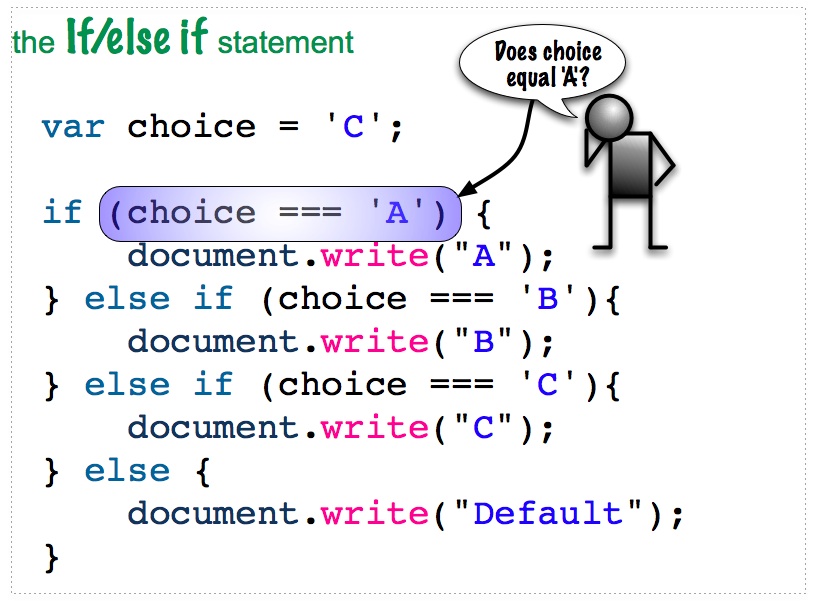 the If/else if statement
Does choice
equal 'A'?
var choice = 'C';
if (choice === 'A') {
    document.write("A");
} else if (choice === 'B'){
    document.write("B");
} else if (choice === 'C'){
    document.write("C");
} else {
    document.write("Default");
}